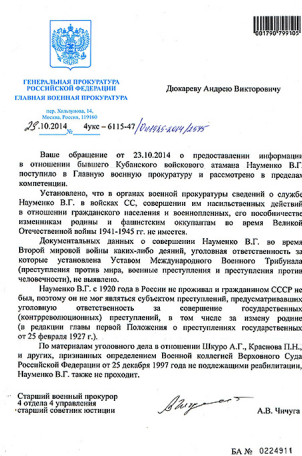 001790799105
ГЕНЕРАЛЬНАЯ ПРОКУРАТУРА
РОССИЙСКОЙ ФЕДЕРАЦИИ
ГЛАВНАЯ ВОЕННАЯ ПРОКУРАТУРА
пер. Хользунова, 14,
Москва, Россия, 119160
29.10.2014 № 4укс – 6115-47/
Дюкареву Андрею Викторовичу
Ваше обращение от 23.10.2014 о предоставлении информации
в отношении бывшего Кубанского войскового атамана Науменко В.Г.
поступило в Главную военную прокуратуру и рассмотрено в пределах
компетенции.
Установлено, что в органах военной прокуратуры сведений о службе
Науменко В.Г. в войсках СС, совершении им насильственных действий
в отношении гражданского населения и военнопленных, его пособничестве
изменникам родины и фашистским оккупантам во время Великой
Отечественной войны 1941-1945 гг. не имеется.
Документальных данных о совершении Науменко В.Г. во время
Второй мировой войны каких-либо деяний, уголовная ответственность за
которые установлена Уставом Международного Военного Трибунала
(преступления против мира, военные преступления и преступления против
человечности), не выявлено.
Науменко В.Г. с 1920 года в России не проживал и гражданином СССР не
был, поэтому он не мог являться субъектом преступлений, предусматривавших
уголовную ответственность за совершение государственных
(контрреволюционных) преступлений, в том числе за измену родине
(в редакции главы первой Положения о преступлениях государственных
от 25 февраля 1927 г.).
По материалам уголовного дела в отношении Шкуро А.Г., Краснова П.Н.,
и других, признанных определением Военной коллегией Верховного Суда
Российской Федерации от 25 декабря 1997 года не подлежащими реабилитации,
Науменко В.Г. также не проходит.
Старший военный прокурор
4 отдела 4 управления
старший советник юстиции
А.В. Чичуга
БА № 0224911